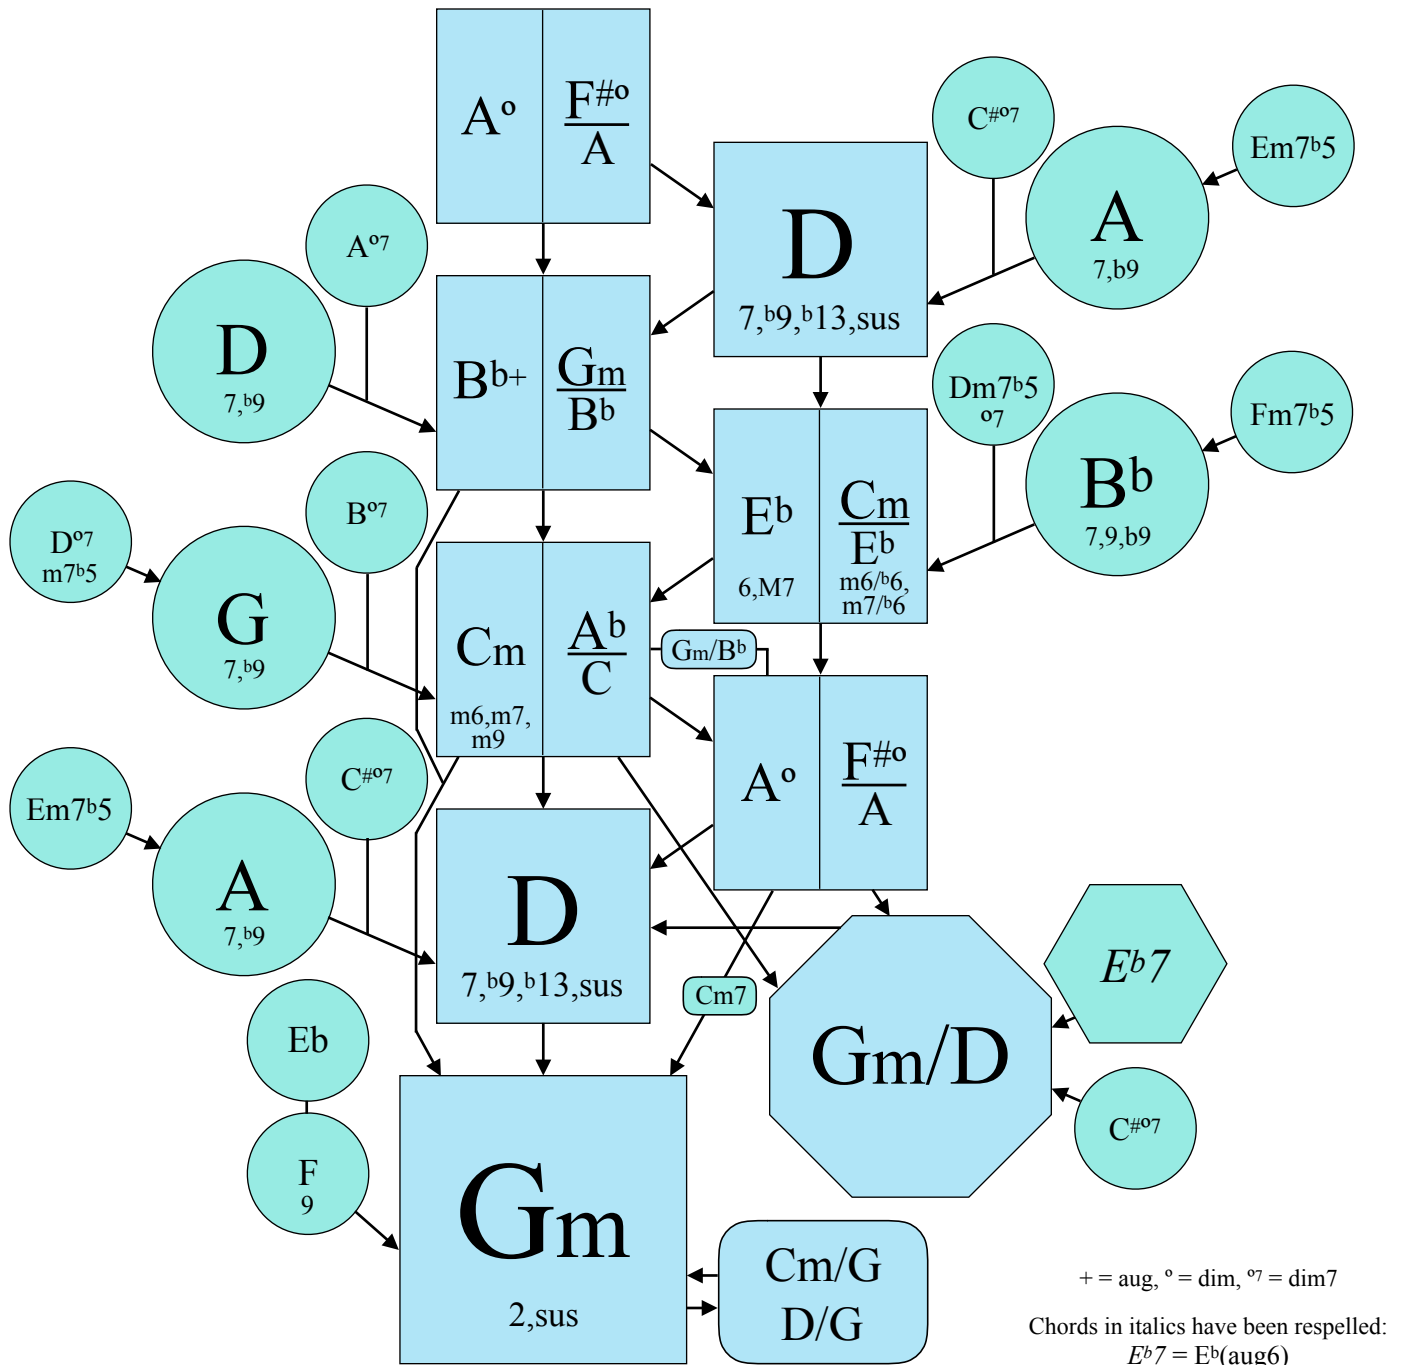 Aº
F#º
A
C#º7
A
7,b9
Em7b5
Aº7
D
7,b9,b13,sus
D
7,b9
Bb+
Gm
Bb
Dm7b5
º7
Bb
7,9,b9
Fm7b5
Bº7
Dº7
m7b5
G
7,b9
Eb
6,M7
Cm
Eb
m6/b6,
m7/b6
Cm
m6,m7,
m9
Ab
C
Gm/Bb
C#º7
Em7b5
A
7,b9
Aº
F#º
A
D
7,b9,b13,sus
Cm7
Eb7
Eb
Gm/D
C#º7
F
9
Gm
2,sus
Cm/G
D/G
+ = aug, º = dim, º7 = dim7
Chords in italics have been respelled:
Eb7 = Eb(aug6)